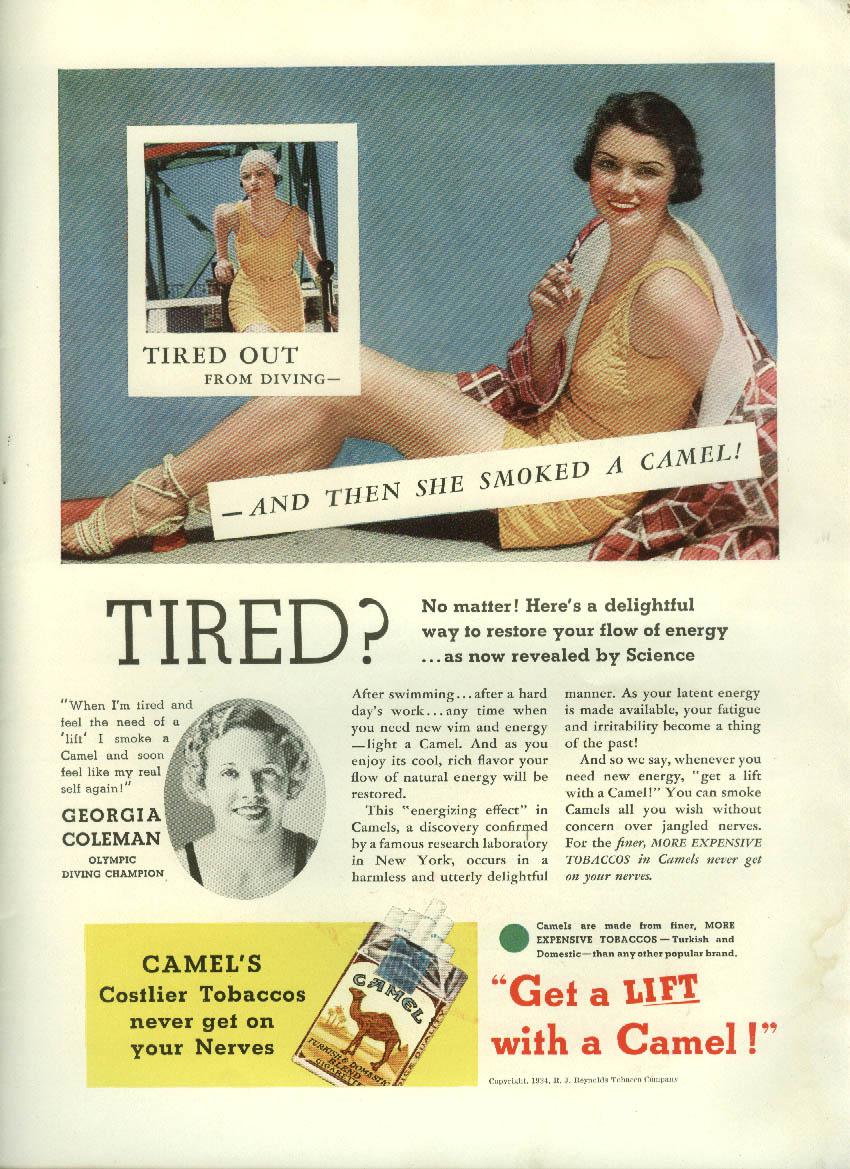 TIRED OUT
FROM DIVING—
—AND THEN SHE SMOKED A CAMEL!
TIRED?
No matter! Here's a delightful
way to restore your flow of energy
...as now revealed by Science
"When I'm tired and
feel the need of a
'lift' I smoke a
Camel and soon
feel like my real
self again!"
GEORGIA
COLEMAN
OLYMPIC
DIVING CHAMPION
After swimming...after a hard
day's work...any time when
you need new vim and energy
—light a Camel. And as you
enjoy its cool, rich flavor your
flow of natural energy will be
restored.
This "energizing effect" in
Camels, a discovery confirmed
by a famous research laboratory
in New York, occurs in a
harmless and utterly delightful
manner. As your latent energy
is made available, your fatigue
and irritability become a thing
of the past!
And so we say, whenever you
need new energy, "get a lift
with a Camel!" You can smoke
Camels all you wish without
concern over jangled nerves.
For the finer, MORE EXPENSIVE
TOBACCOS in Camels never get
on your nerves.
CAMEL'S
Costlier Tobaccos
never get on
your Nerves
CAMEL
TURKISH & DOMESTIC
BLEND
CIGARETTES
Camels are made from finer, MORE
EXPENSIVE TOBACCOS—Turkish and
Domestic—than any other popular brand.
"Get a LIFT
with a Camel!"
Copyright, 1934, R. J. Reynolds Tobacco Company